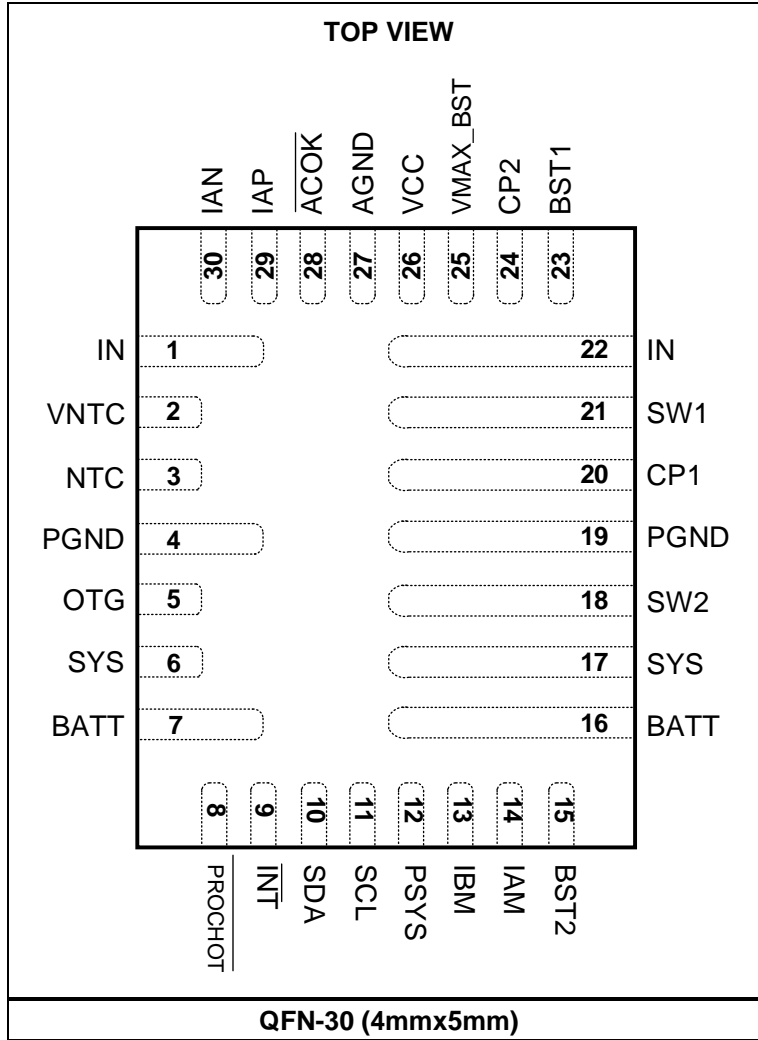 TOP VIEW
IAN IAP ACOK AGND VCC VMAX_BST CP2 BST1
30 29 28 27 26 25 24 23
IN 1 22 IN
VNTC 2 21 SW1
NTC 3 20 CP1
PGND 4 19 PGND
OTG 5 18 SW2
SYS 6 17 SYS
BATT 7 16 BATT
8 9 10 11 12 13 14 15
PROCHOT INT SDA SCL PSYS IBM IAM BST2
QFN-30 (4mmx5mm)